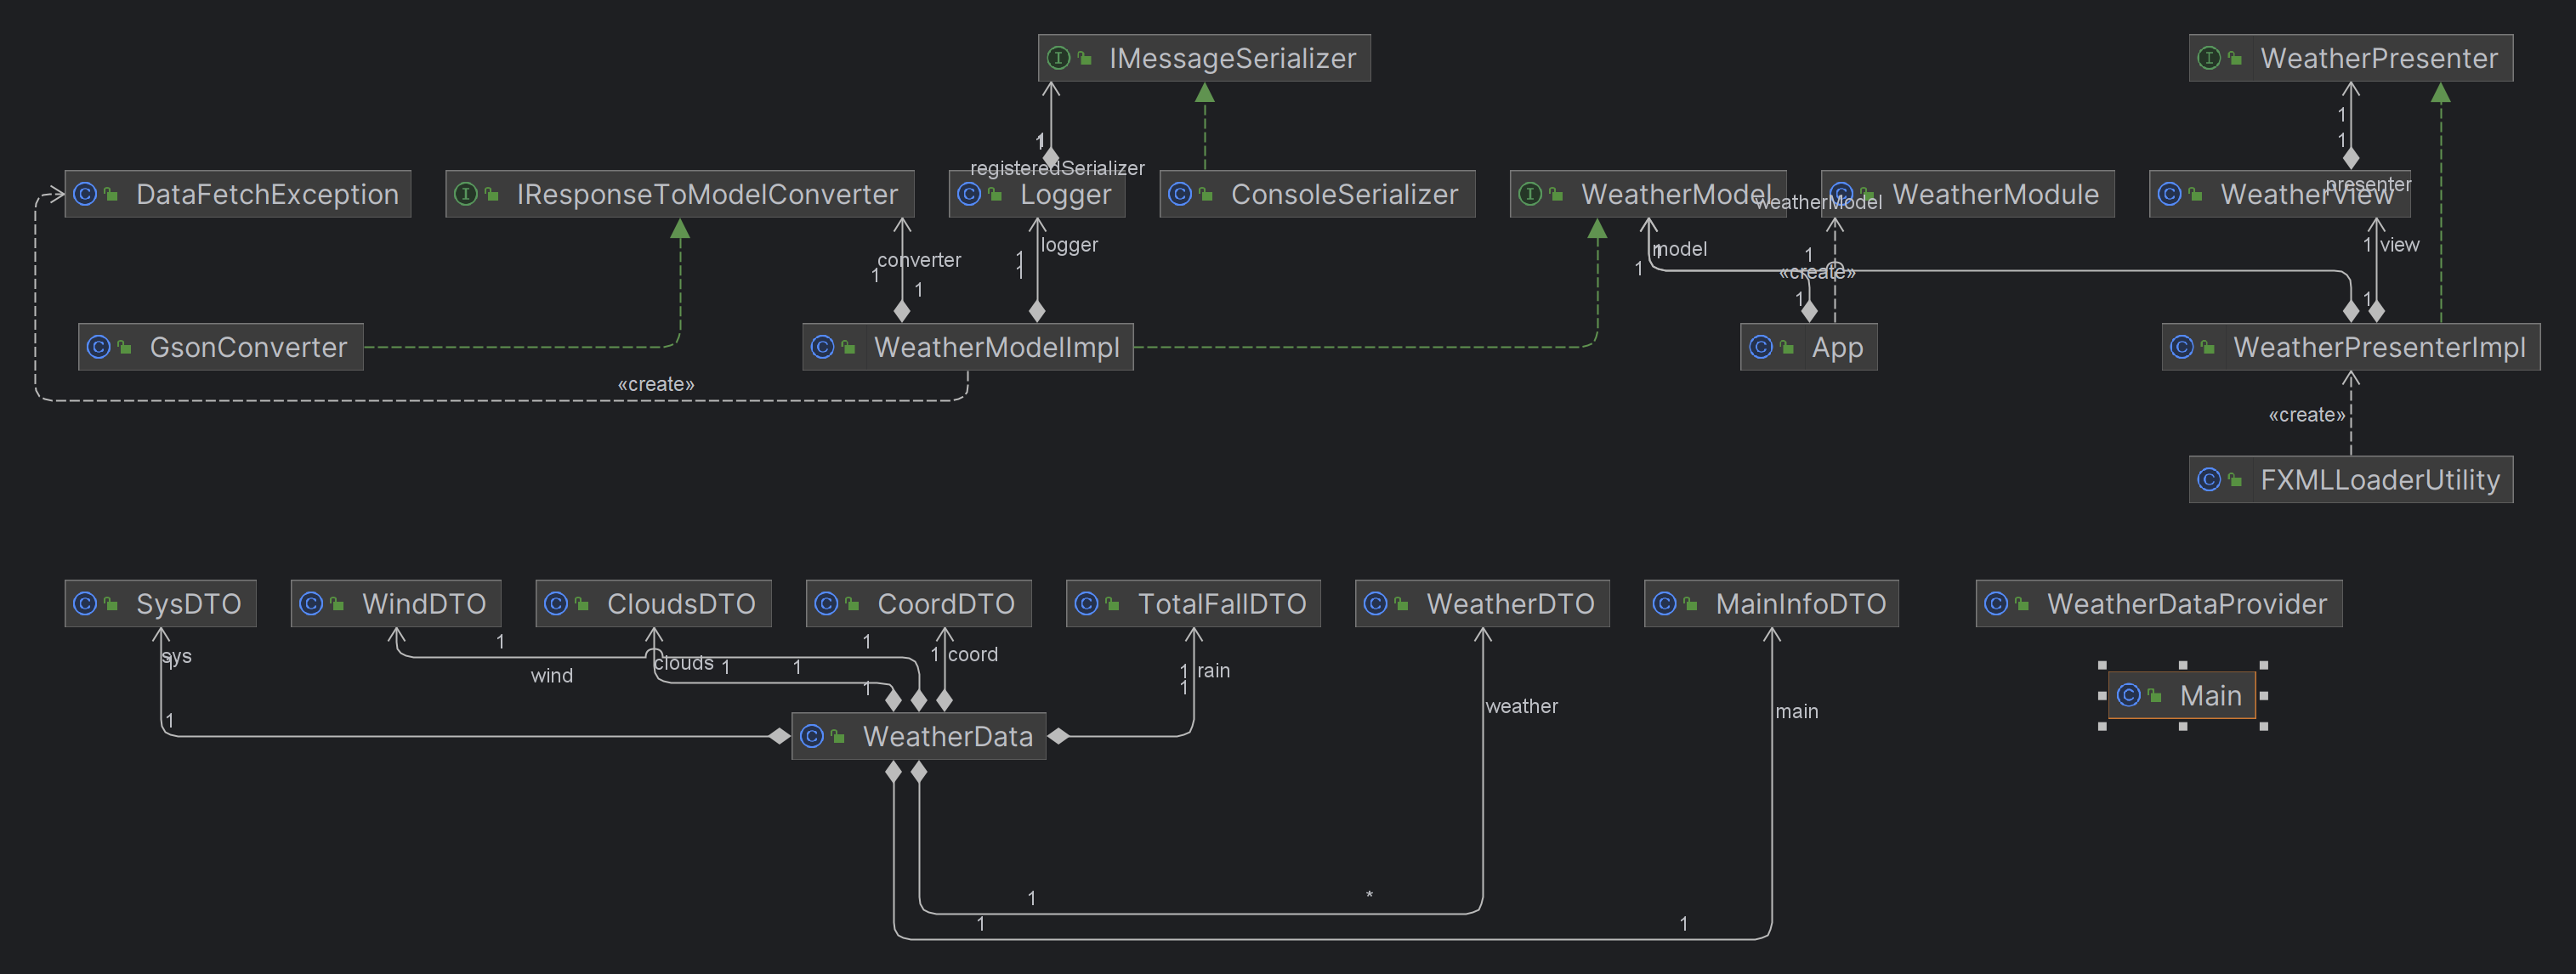 IMessageSerializer
WeatherPresenter
1
1
1
1
registeredSerializer
presenter
DataFetchException
IResponseToModelConverter
Logger
ConsoleSerializer
WeatherModel
weatherModel
WeatherModule
WeatherView
converter
1
1
logger
1
1
model
1
1
1
«create»
1
1
view
1
GsonConverter
WeatherModelImpl
App
WeatherPresenterImpl
«create»
«create»
FXMLLoaderUtility
SysDTO
WindDTO
CloudsDTO
CoordDTO
TotalFallDTO
WeatherDTO
MainInfoDTO
WeatherDataProvider
sys
1
1
wind
1
1
clouds
1
1
1
1
coord
1
1
rain
weather
main
Main
1
WeatherData
1
*
1
1